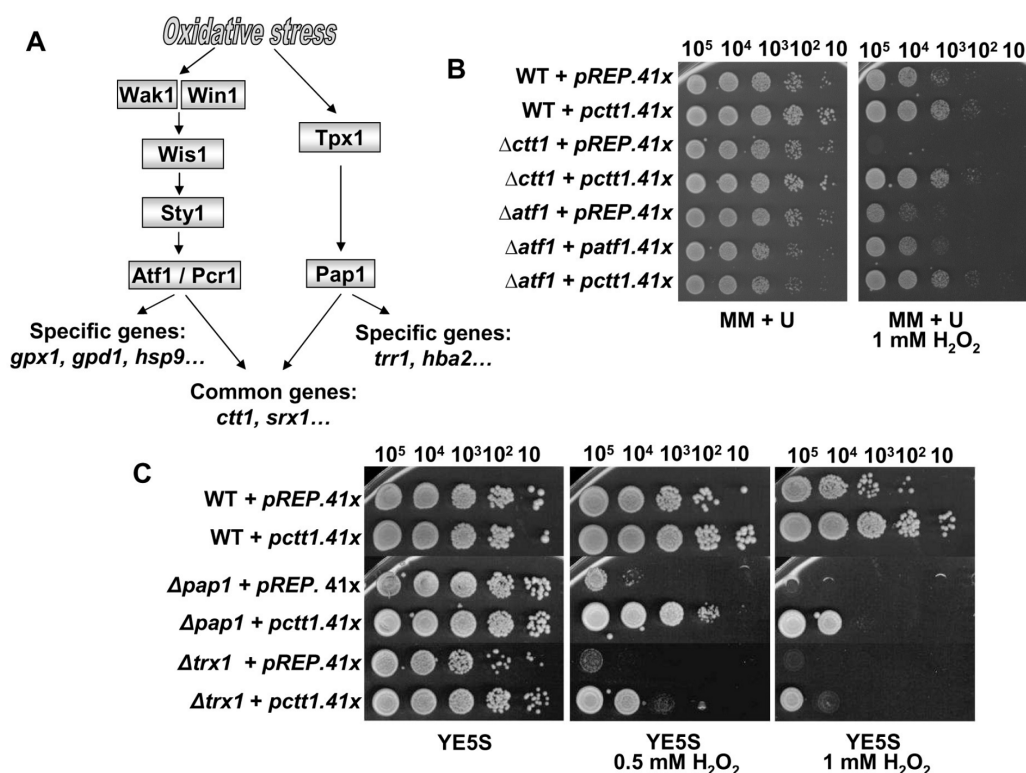 A
Oxidative stress
Wak1 Win1
Tpx1
Wis1
Sty1
Atf1 / Pcr1
Pap1
Specific genes:
gpx1, gpd1, hsp9…
Specific genes:
trr1, hba2…
Common genes:
ctt1, srx1…
B
10⁵ 10⁴ 10³ 10² 10
10⁵ 10⁴ 10³ 10² 10
WT + pREP.41x
WT + pctt1.41x
Δctt1 + pREP.41x
Δctt1 + pctt1.41x
Δatf1 + pREP.41x
Δatf1 + patf1.41x
Δatf1 + pctt1.41x
MM + U
MM + U
1 mM H₂O₂
C
10⁵ 10⁴ 10³ 10² 10
10⁵ 10⁴ 10³ 10² 10
10⁵ 10⁴ 10³ 10² 10
WT + pREP.41x
WT + pctt1.41x
Δpap1 + pREP. 41x
Δpap1 + pctt1.41x
Δtrx1 + pREP.41x
Δtrx1 + pctt1.41x
YE5S
YE5S
0.5 mM H₂O₂
YE5S
1 mM H₂O₂